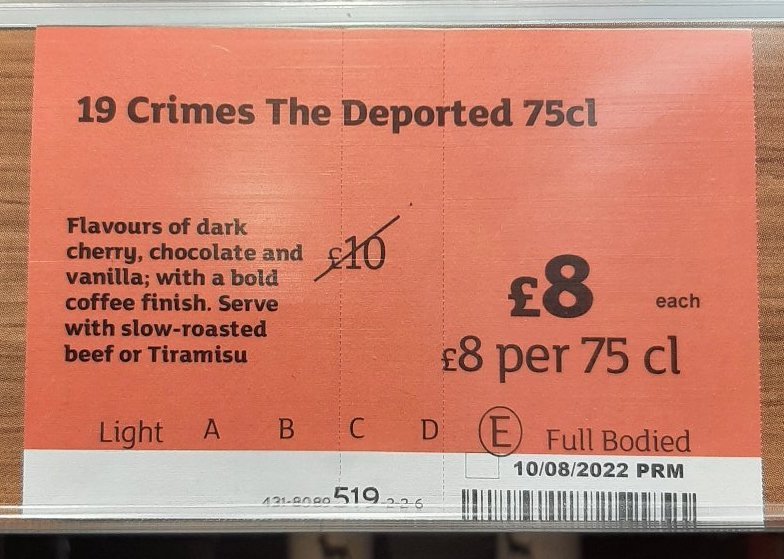 19 Crimes The Deported 75cl
Flavours of dark
cherry, chocolate and
vanilla; with a bold
coffee finish. Serve
with slow-roasted
beef or Tiramisu
£10
£8 each
£8 per 75 cl
Light A B C D E Full Bodied
10/08/2022 PRM
519